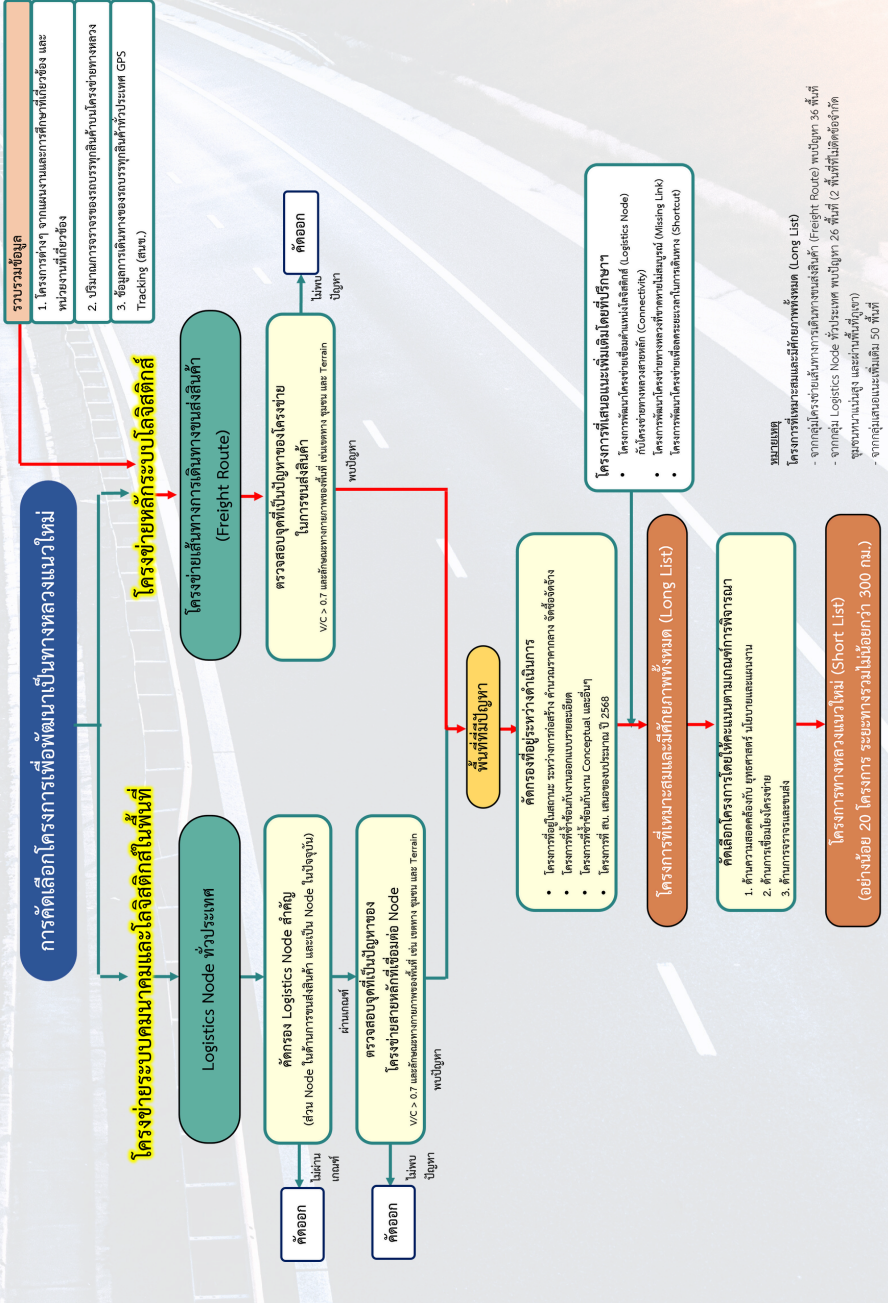 การคัดเลือกโครงการเพื่อพัฒนาเป็นทางหลวงแนวใหม่
รวบรวมข้อมูล
1. โครงการต่างๆ จากแผนงานและการศึกษาที่เกี่ยวข้อง และ
หน่วยงานที่เกี่ยวข้อง
2. ปริมาณการจราจรของรถบรรทุกสินค้าบนโครงข่ายทางหลวง
3. ข้อมูลการเดินทางของรถบรรทุกสินค้าทั่วประเทศ GPS
Tracking (สนข.)
โครงข่ายระบบคมนาคมและโลจิสติกส์ในพื้นที่
Logistics Node ทั่วประเทศ
คัดกรอง Logistics Node สำคัญ
(ส่วน Node ในด้านการขนส่งสินค้า และเป็น Node ในปัจจุบัน)
ไม่ผ่าน
เกณฑ์
คัดออก
ผ่านเกณฑ์
ตรวจสอบจุดที่เป็นปัญหาของ
โครงข่ายสายหลักที่เชื่อมต่อ Node
V/C > 0.7 และลักษณะทางกายภาพของพื้นที่ เช่น เขตทาง ชุมชน และ Terrain
ไม่พบ
ปัญหา
คัดออก
พบปัญหา
โครงข่ายหลักระบบโลจิสติกส์
โครงข่ายเส้นทางการเดินทางขนส่งสินค้า
(Freight Route)
ตรวจสอบจุดที่เป็นปัญหาของโครงข่าย
ในการขนส่งสินค้า
V/C > 0.7 และลักษณะทางกายภาพของพื้นที่ เช่นเขตทาง ชุมชน และ Terrain
ไม่พบ
ปัญหา
คัดออก
พบปัญหา
พื้นที่ที่มีปัญหา
คัดกรองที่อยู่ระหว่างดำเนินการ
• โครงการที่อยู่ในสถานะ ระหว่างการก่อสร้าง คำนวณราคากลาง จัดซื้อจัดจ้าง
• โครงการที่ซ้ำซ้อนกับงานออกแบบรายละเอียด
• โครงการที่ซ้ำซ้อนกับงาน Conceptual และอื่นๆ
• โครงการที่ สบ. เสนอของบประมาณ ปี 2568
โครงการที่เสนอแนะเพิ่มเติมโดยที่ปรึกษาฯ
• โครงการพัฒนาโครงข่ายเชื่อมตำแหน่งโลจิสติกส์ (Logistics Node)
กับโครงข่ายทางหลวงสายหลัก (Connectivity)
• โครงการพัฒนาโครงข่ายทางหลวงที่ขาดหายไม่สมบูรณ์ (Missing Link)
• โครงการพัฒนาโครงข่ายเพื่อลดระยะเวลาในการเดินทาง (Shortcut)
โครงการที่เหมาะสมและมีศักยภาพทั้งหมด (Long List)
คัดเลือกโครงการโดยให้คะแนนตามเกณฑ์การพิจารณา
1. ด้านความสอดคล้องกับ ยุทธศาสตร์ นโยบายและแผนงาน
2. ด้านการเชื่อมโยงโครงข่าย
3. ด้านการจราจรและขนส่ง
โครงการทางหลวงแนวใหม่ (Short List)
(อย่างน้อย 20 โครงการ ระยะทางรวมไม่น้อยกว่า 300 กม.)
หมายเหตุ
โครงการที่เหมาะสมและมีศักยภาพทั้งหมด (Long List)
- จากกลุ่มโครงข่ายเส้นทางการเดินทางขนส่งสินค้า (Freight Route) พบปัญหา 36 พื้นที่
- จากกลุ่ม Logistics Node ทั่วประเทศ พบปัญหา 26 พื้นที่ (2 พื้นที่ที่ไม่ติดข้อจำกัด
ชุมชนหนาแน่นสูง และผ่านพื้นที่ภูเขา)
- จากกลุ่มเสนอแนะเพิ่มเติม 50 พื้นที่